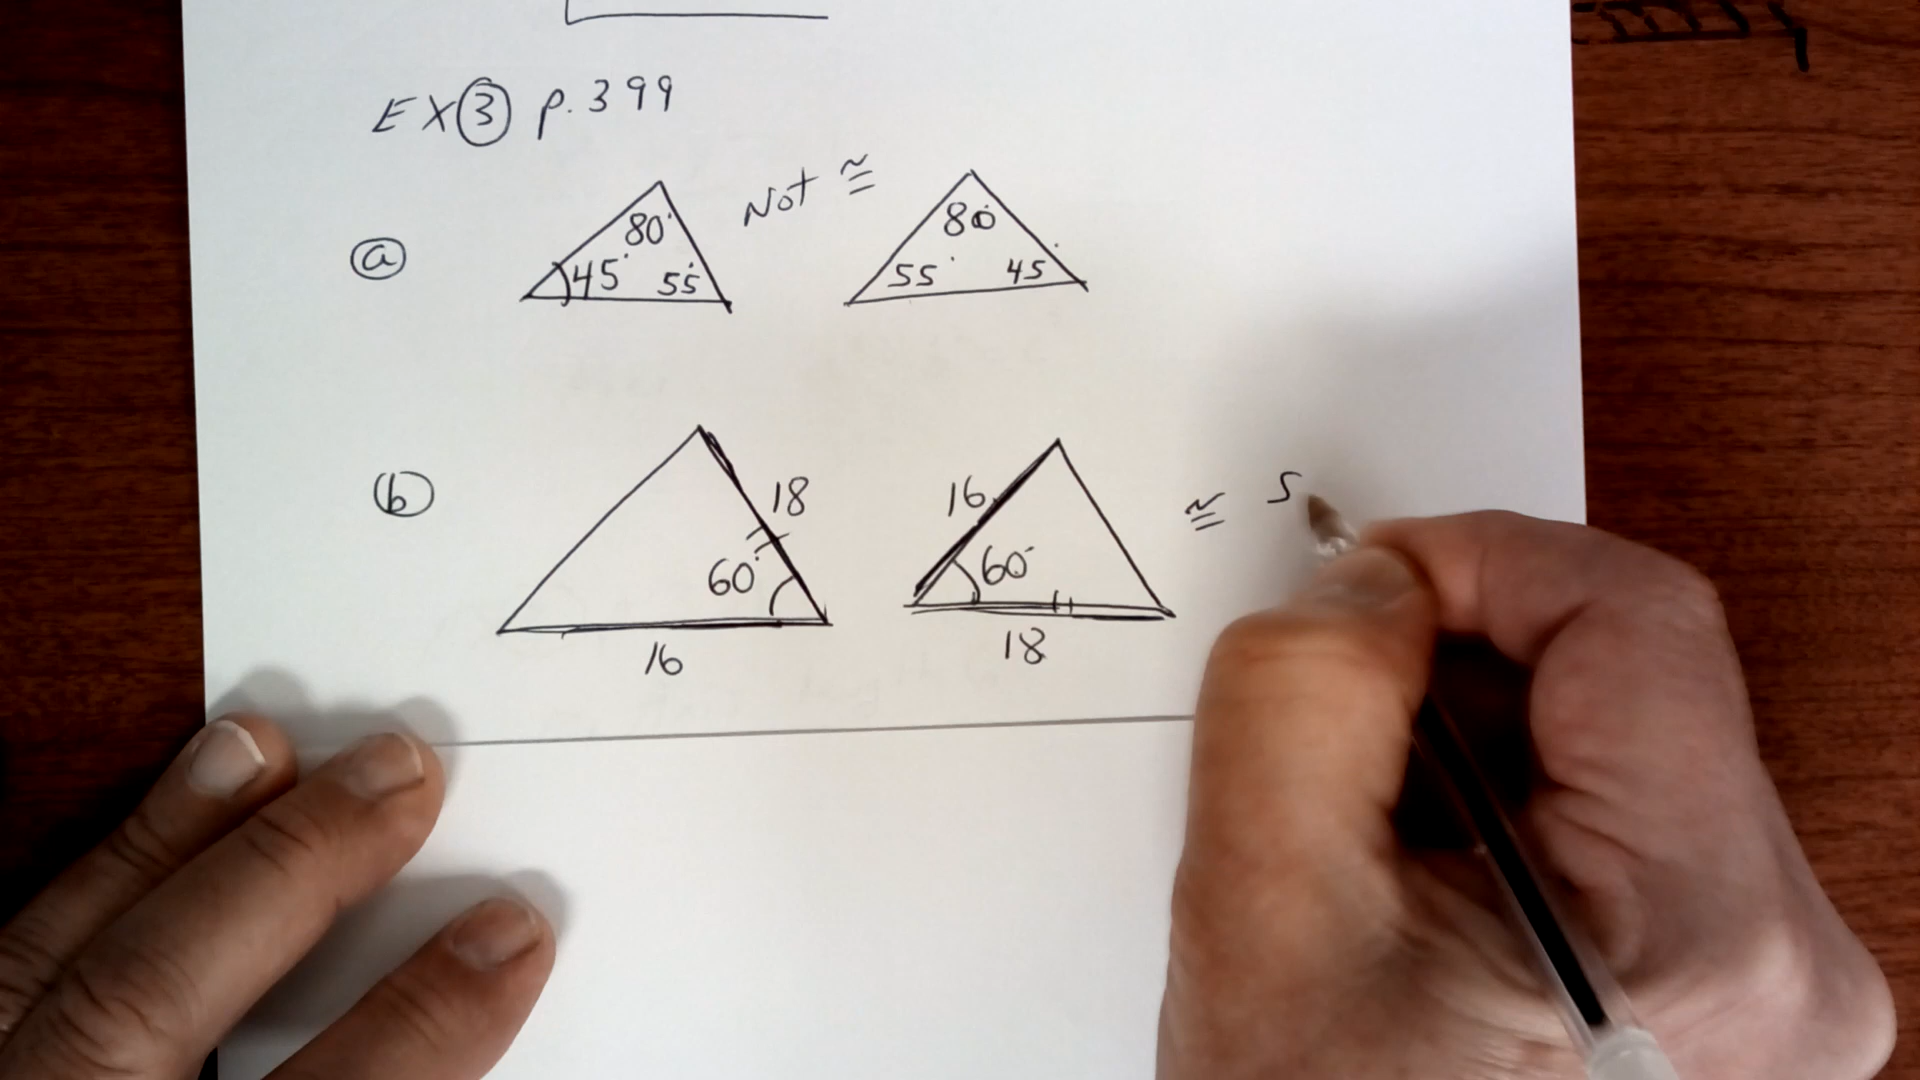 EX ③ p. 399
Not ≅
ⓐ 80° 45° 55° 80° 55° 45
ⓑ 18 60° 16 16 60° 18 ≅ S